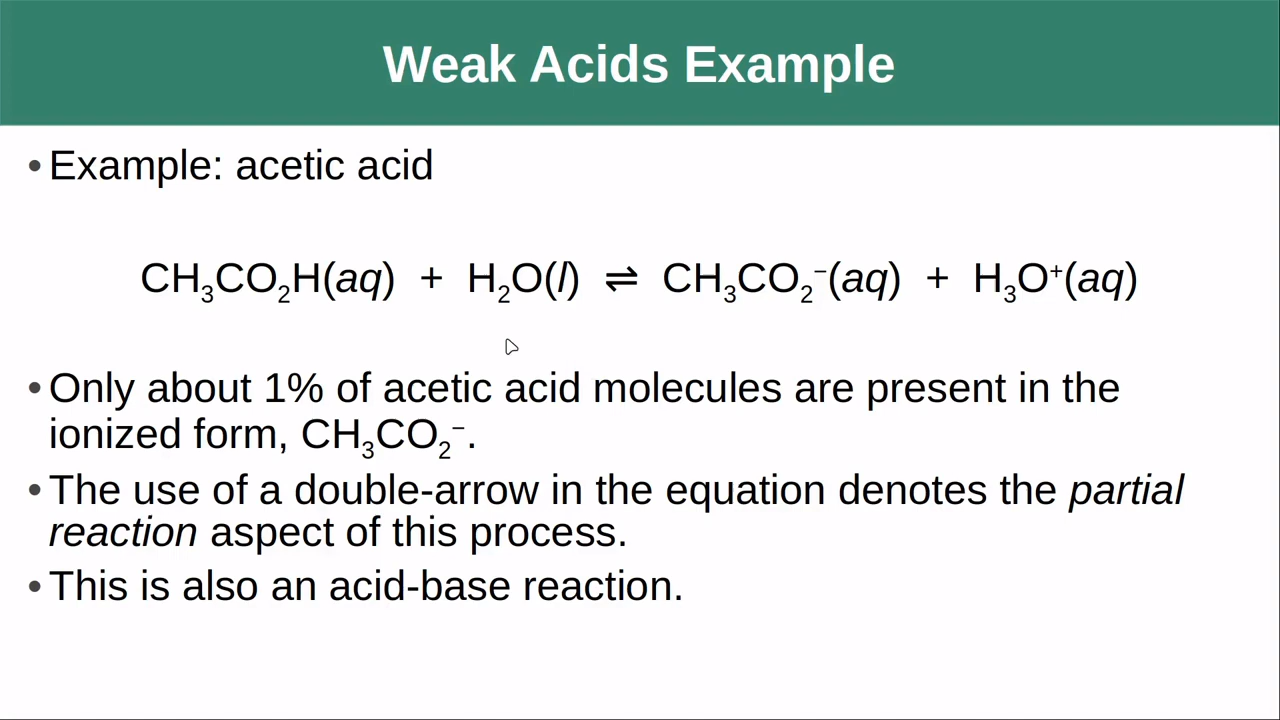 Weak Acids Example
•Example: acetic acid
CH₃CO₂H(aq) + H₂O(l) ⇌ CH₃CO₂⁻(aq) + H₃O⁺(aq)
•Only about 1% of acetic acid molecules are present in the
ionized form, CH₃CO₂⁻.
•The use of a double-arrow in the equation denotes the partial
reaction aspect of this process.
•This is also an acid-base reaction.